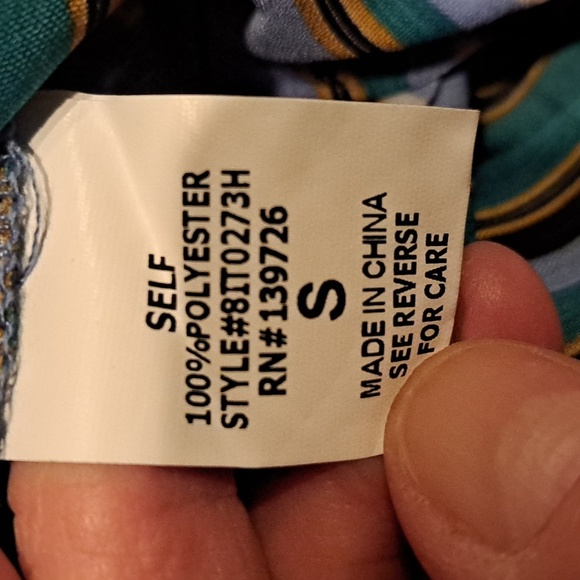 SELF
100%POLYESTER
STYLE#8IT0273H
RN#139726
S
MADE IN CHINA
SEE REVERSE
FOR CARE